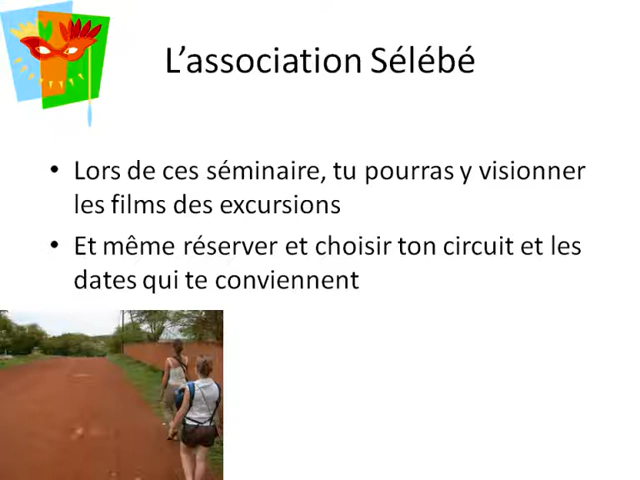 L’association Sélébé
• Lors de ces séminaire, tu pourras y visionner
les films des excursions
• Et même réserver et choisir ton circuit et les
dates qui te conviennent